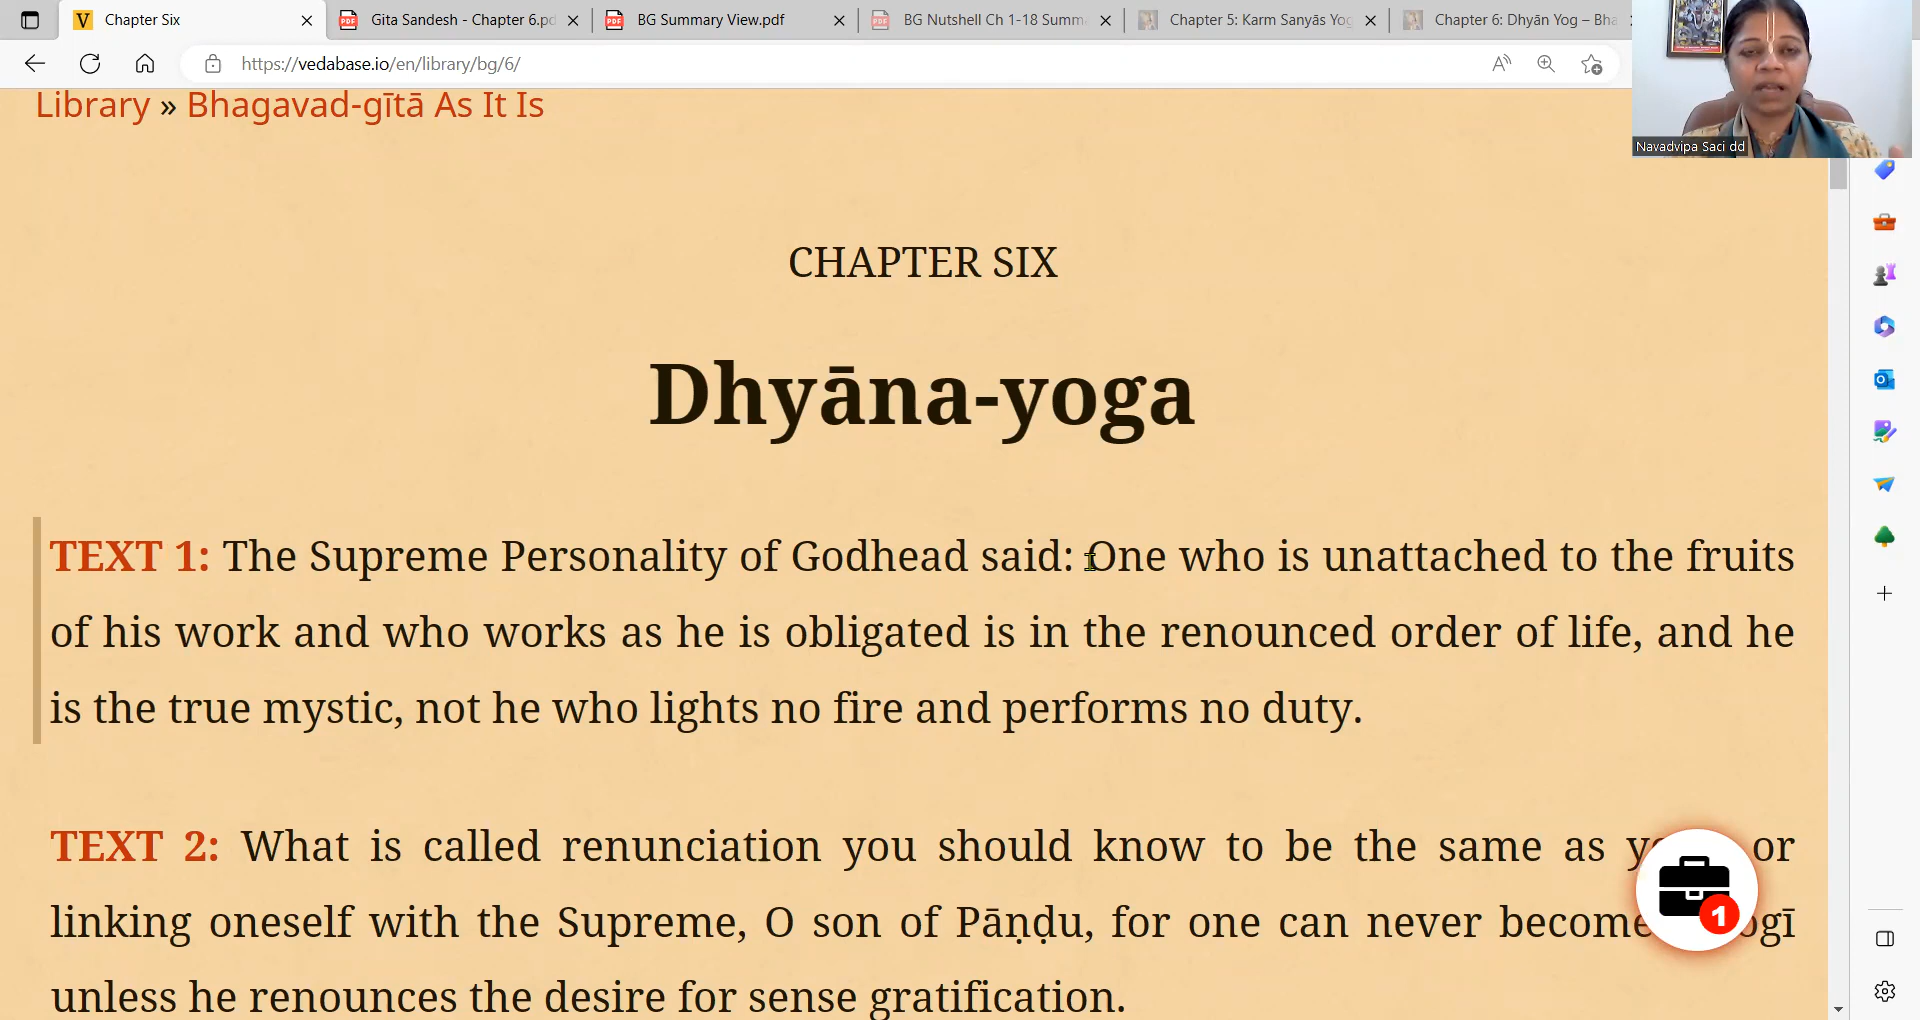 Chapter Six
Gita Sandesh - Chapter 6.pd
BG Summary View.pdf
BG Nutshell Ch 1-18 Summ
Chapter 5: Karm Sanyās Yog
Chapter 6: Dhyān Yog – Bha
https://vedabase.io/en/library/bg/6/
Navadvipa Saci dd
Library » Bhagavad-gītā As It Is
CHAPTER SIX
Dhyāna-yoga
TEXT 1: The Supreme Personality of Godhead said: One who is unattached to the fruits
of his work and who works as he is obligated is in the renounced order of life, and he
is the true mystic, not he who lights no fire and performs no duty.
TEXT 2: What is called renunciation you should know to be the same as or
linking oneself with the Supreme, O son of Pāṇḍu, for one can never become
unless he renounces the desire for sense gratification.
1